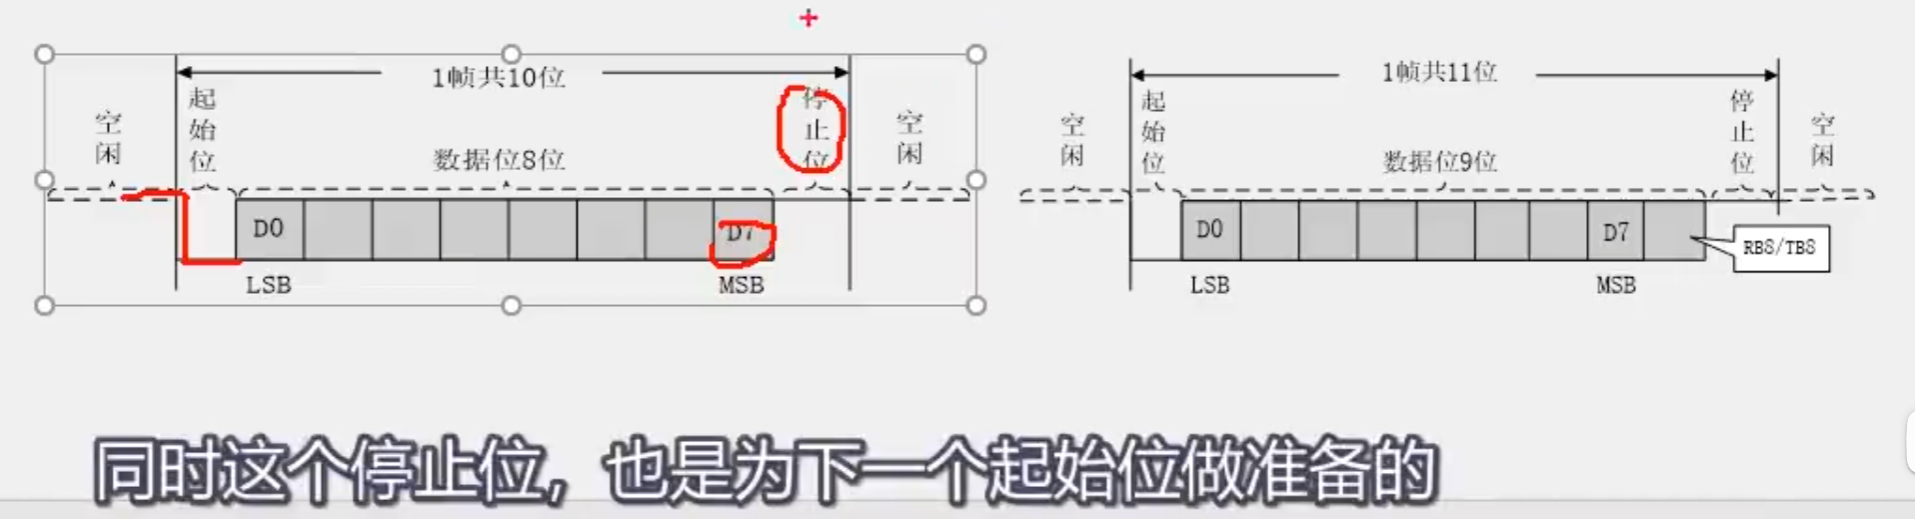 1帧共10位
空闲
起始位
数据位8位
停止位
空闲
D0
D7
LSB
MSB
1帧共11位
空闲
起始位
数据位9位
停止位
空闲
D0
D7
RB8/TB8
LSB
MSB
同时这个停止位，也是为下一个起始位做准备的